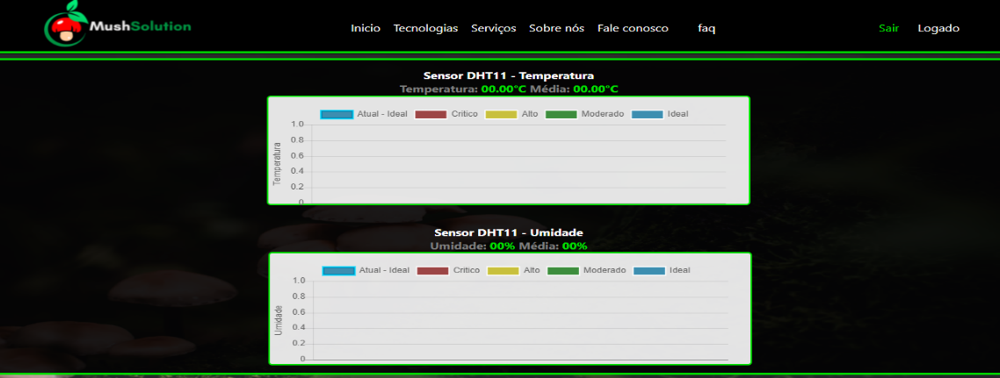 MushSolution
Inicio Tecnologias Serviços Sobre nós Fale conosco faq Sair Logado
Sensor DHT11 - Temperatura
Temperatura: 00.00°C Média: 00.00°C
Atual - Ideal Crítico Alto Moderado Ideal
1.0
0.8
0.6
0.4
0.2
0
Temperatura
Sensor DHT11 - Umidade
Umidade: 00% Média: 00%
Atual - Ideal Crítico Alto Moderado Ideal
1.0
0.8
0.6
0.4
0.2
0
Umidade